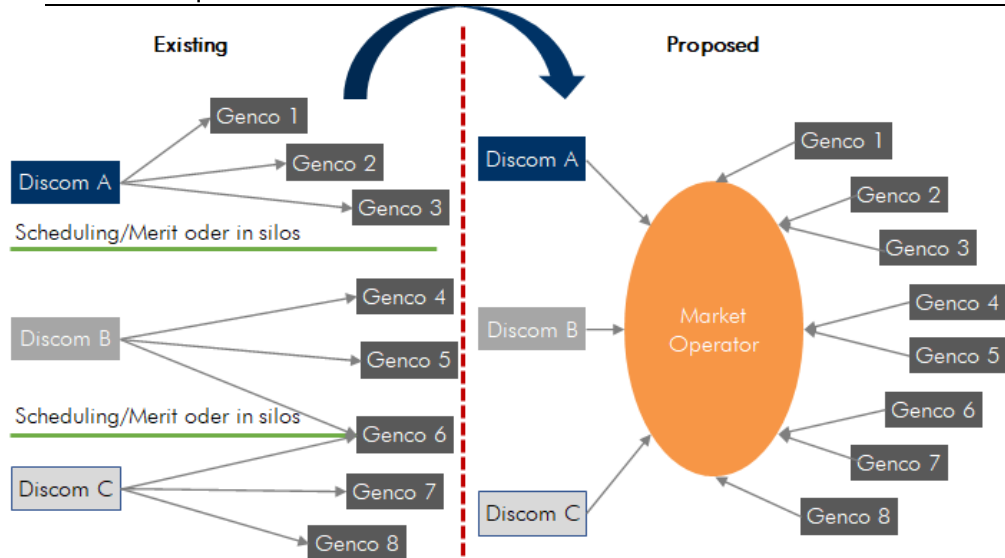 Existing
Genco 1
Genco 2
Discom A
Genco 3
Scheduling/Merit oder in silos
Genco 4
Discom B
Genco 5
Scheduling/Merit oder in silos
Genco 6
Discom C
Genco 7
Genco 8
Proposed
Genco 1
Discom A
Genco 2
Genco 3
Genco 4
Discom B
Market
Operator
Genco 5
Genco 6
Genco 7
Discom C
Genco 8